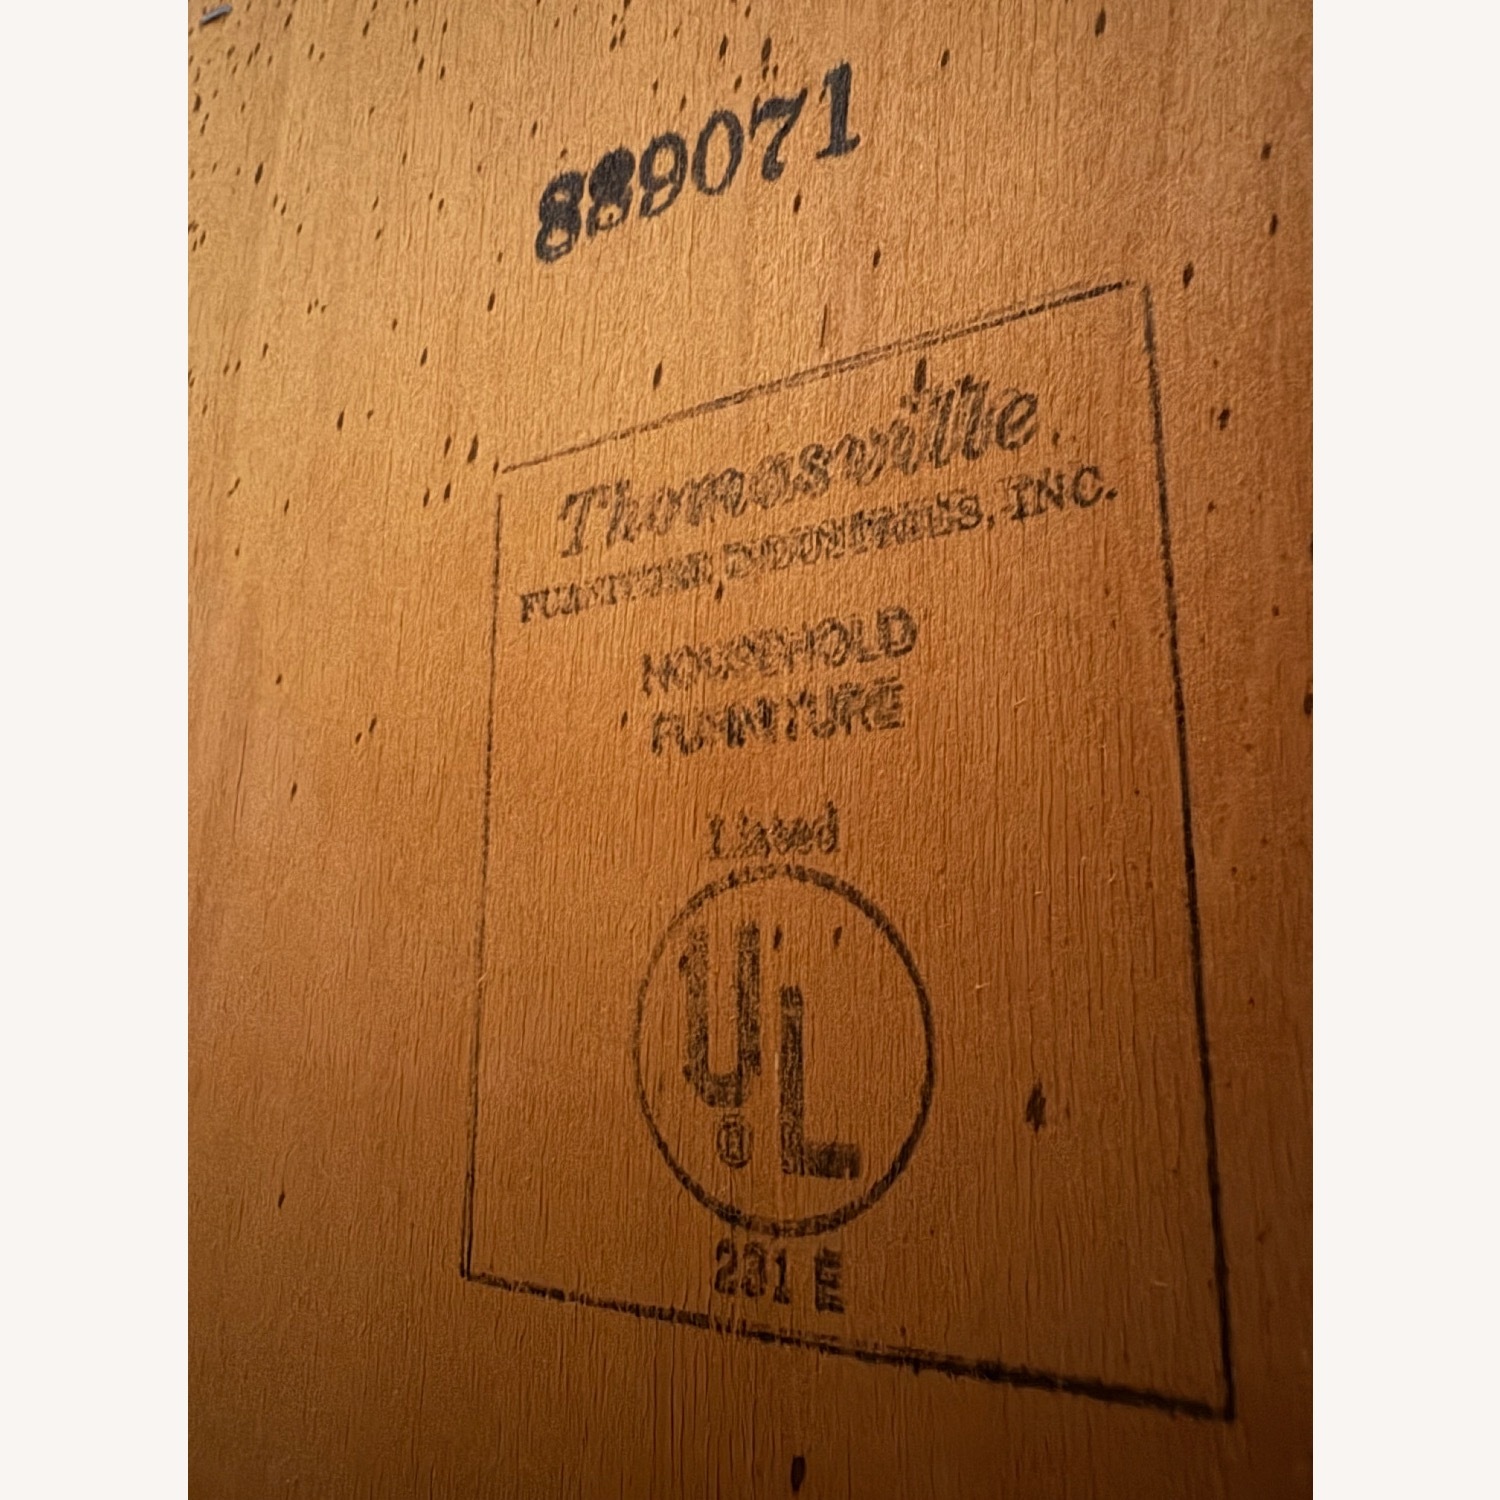 889071
Thomasville
FURNITURE INDUSTRIES, INC.
HOUSEHOLD
FURNITURE
Listed
UL
®
231 E